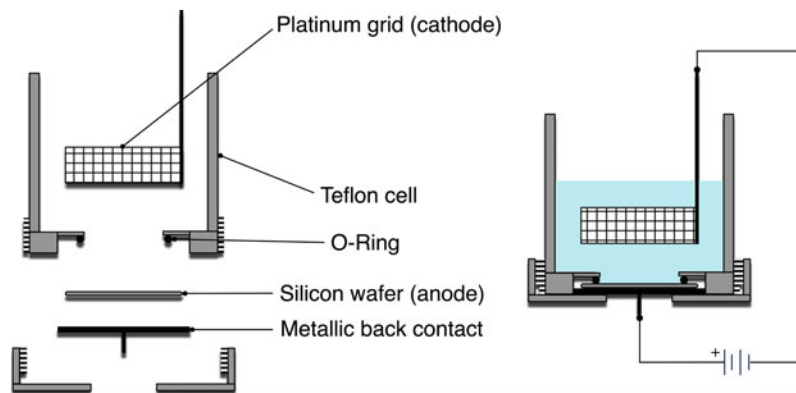 Platinum grid (cathode)
Teflon cell
O-Ring
Silicon wafer (anode)
Metallic back contact
+